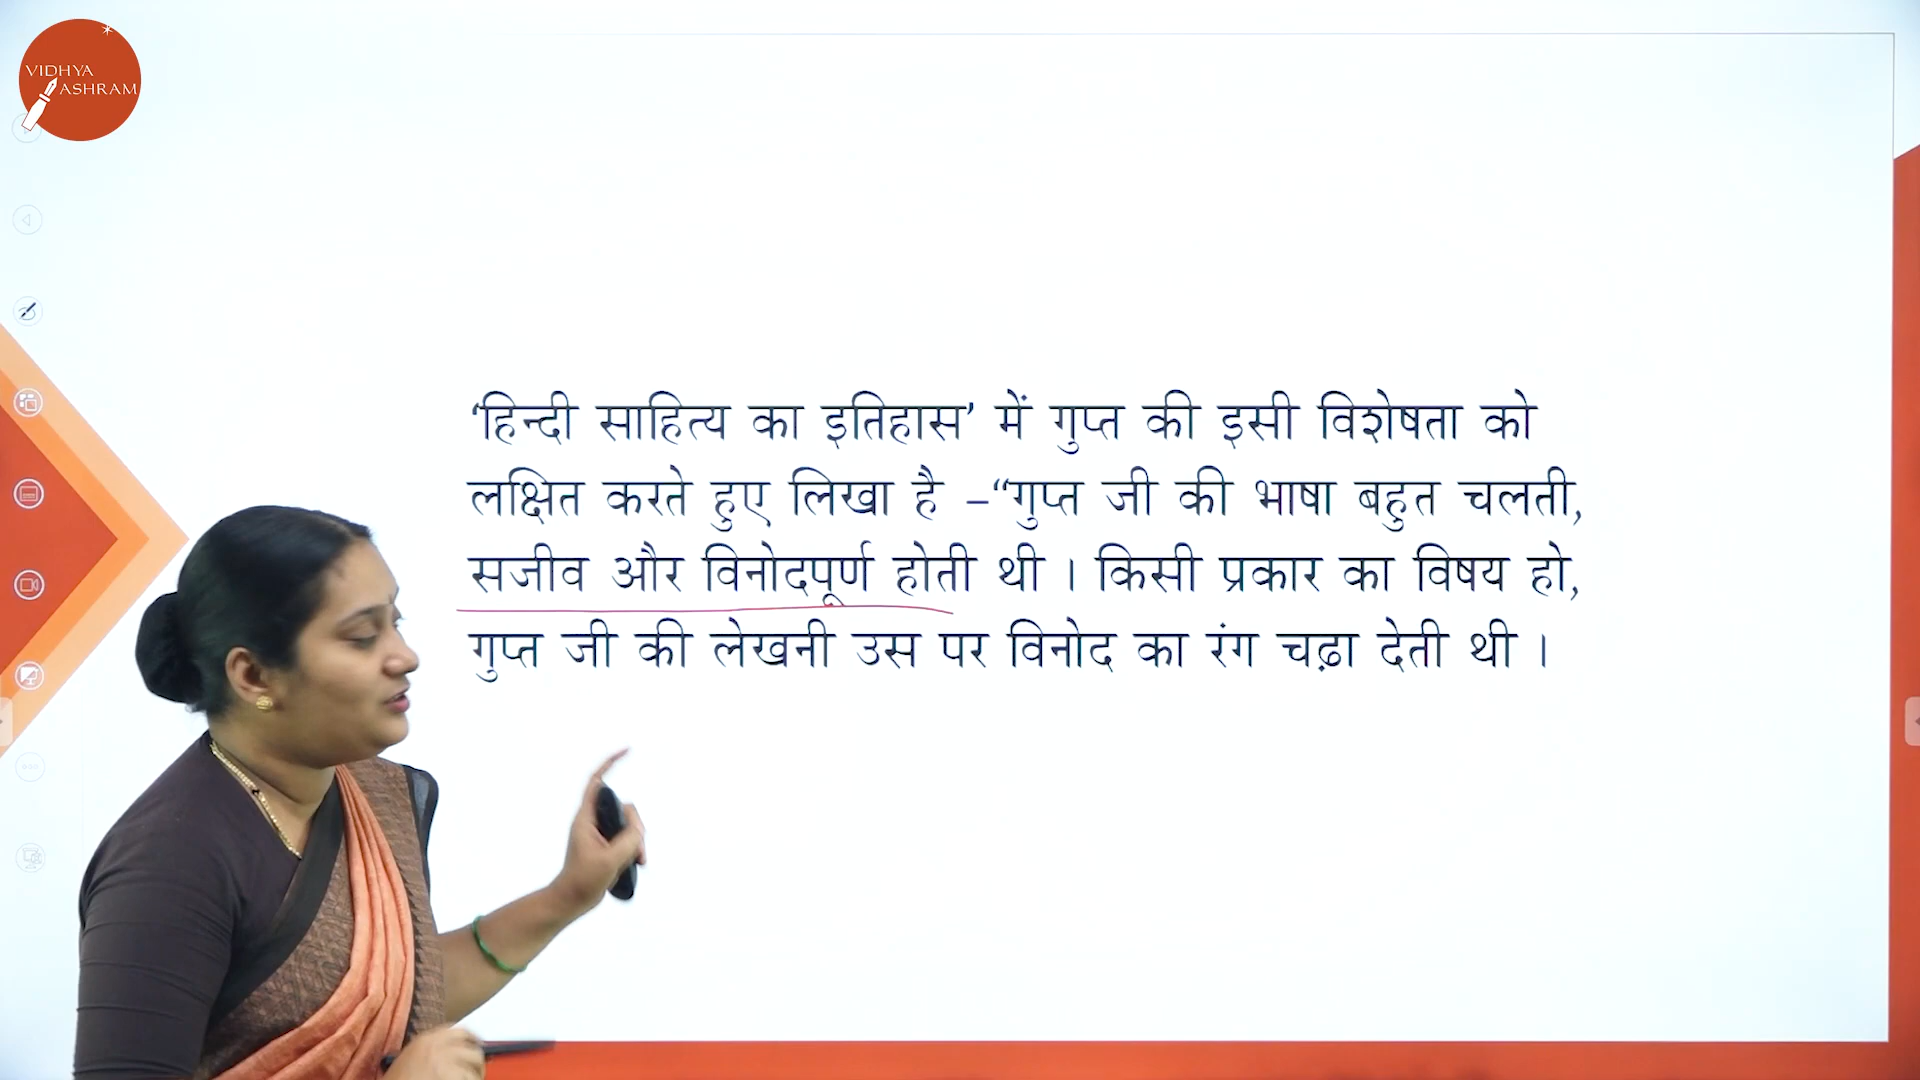 VIDHYA
ASHRAM
‘हिन्दी साहित्य का इतिहास’ में गुप्त की इसी विशेषता को
लक्षित करते हुए लिखा है –“गुप्त जी की भाषा बहुत चलती,
सजीव और विनोदपूर्ण होती थी । किसी प्रकार का विषय हो,
गुप्त जी की लेखनी उस पर विनोद का रंग चढ़ा देती थी ।